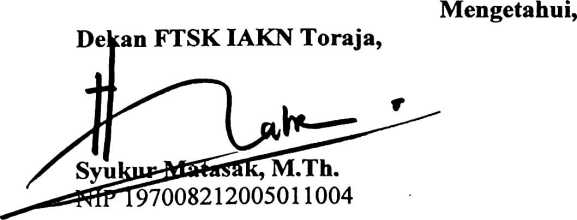 Mengetahui,
Dekan FTSK IAKN Toraja,
Syukur Matasak, M.Th.
NIP 197008212005011004